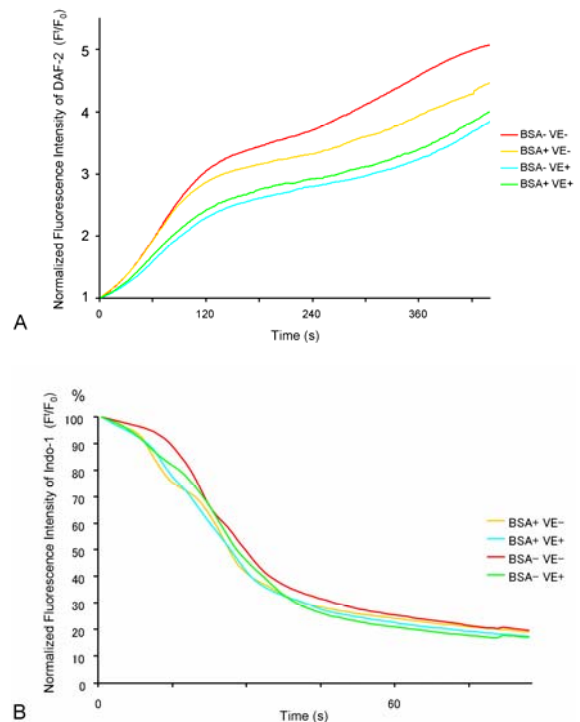 Normalized Fluorescence Intensity of DAF-2 (Fᴵ/F₀)
5
4
3
2
1
0
120
240
360
Time (s)
BSA- VE-
BSA+ VE-
BSA- VE+
BSA+ VE+
A
Normalized Fluorescence Intensity of Indo-1 (Fᴵ/F₀)
%
100
90
80
70
60
50
40
30
20
10
0
0
60
Time (s)
BSA+ VE−
BSA+ VE+
BSA− VE−
BSA− VE+
B